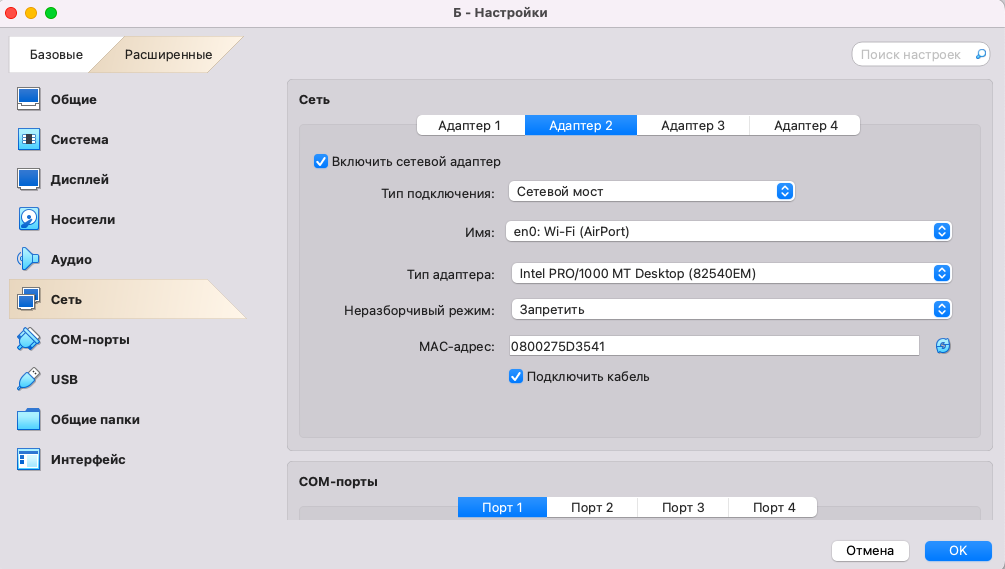 Б - Настройки
Базовые
Расширенные
Поиск настроек
Общие
Система
Дисплей
Носители
Аудио
Сеть
COM-порты
USB
Общие папки
Интерфейс
Сеть
Адаптер 1 Адаптер 2 Адаптер 3 Адаптер 4
Включить сетевой адаптер
Тип подключения: Сетевой мост
Имя: en0: Wi-Fi (AirPort)
Тип адаптера: Intel PRO/1000 MT Desktop (82540EM)
Неразборчивый режим: Запретить
MAC-адрес: 0800275D3541
Подключить кабель
COM-порты
Порт 1 Порт 2 Порт 3 Порт 4
Отмена OK